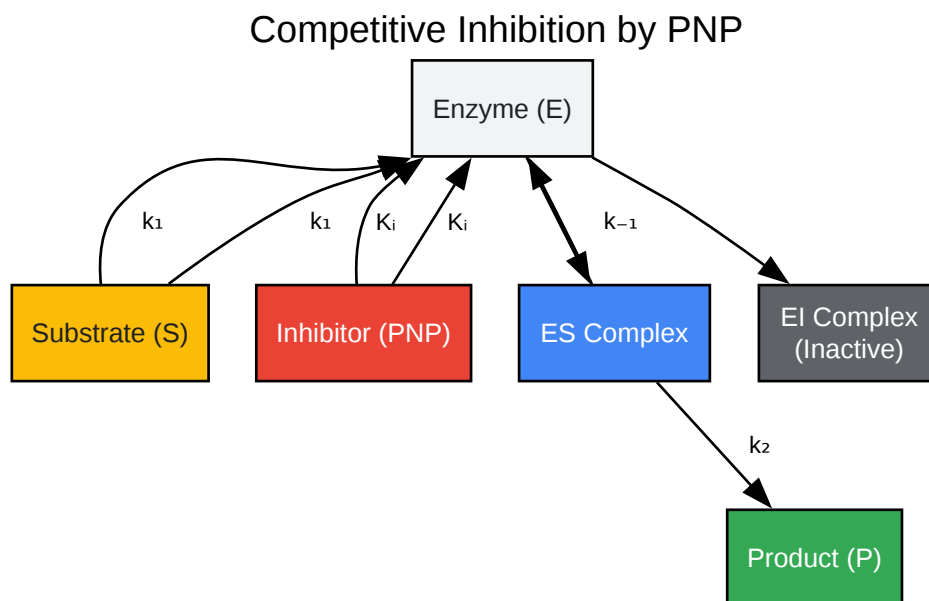 Competitive Inhibition by PNP
Enzyme (E)
k₁
k₁
Kᵢ
Kᵢ
k₋₁
Substrate (S)
Inhibitor (PNP)
ES Complex
EI Complex
(Inactive)
k₂
Product (P)